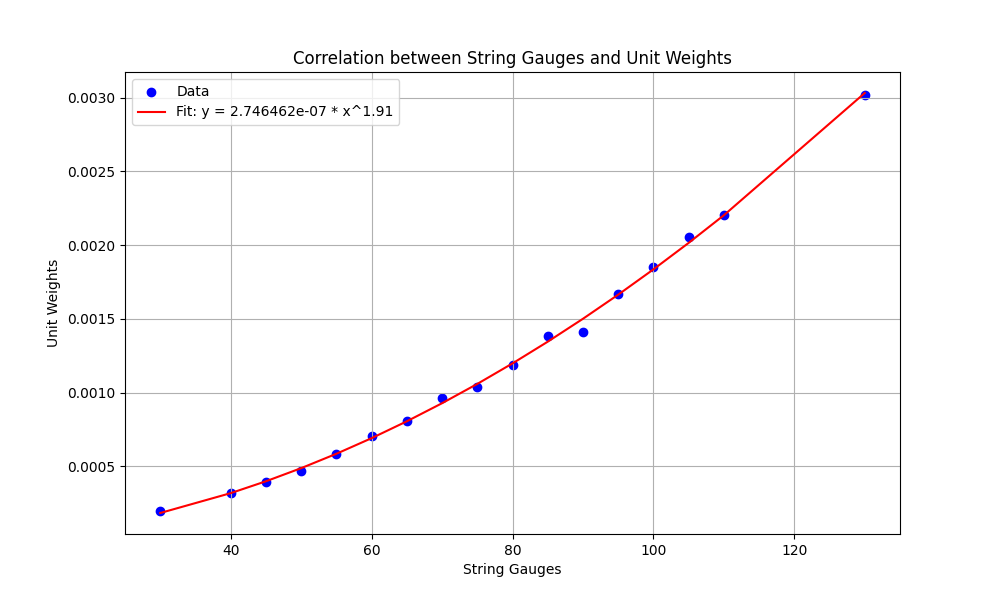 Correlation between String Gauges and Unit Weights
Data
Fit: y = 2.746462e-07 * x^1.91
0.0030
0.0025
0.0020
0.0015
0.0010
0.0005
Unit Weights
40
60
80
100
120
String Gauges